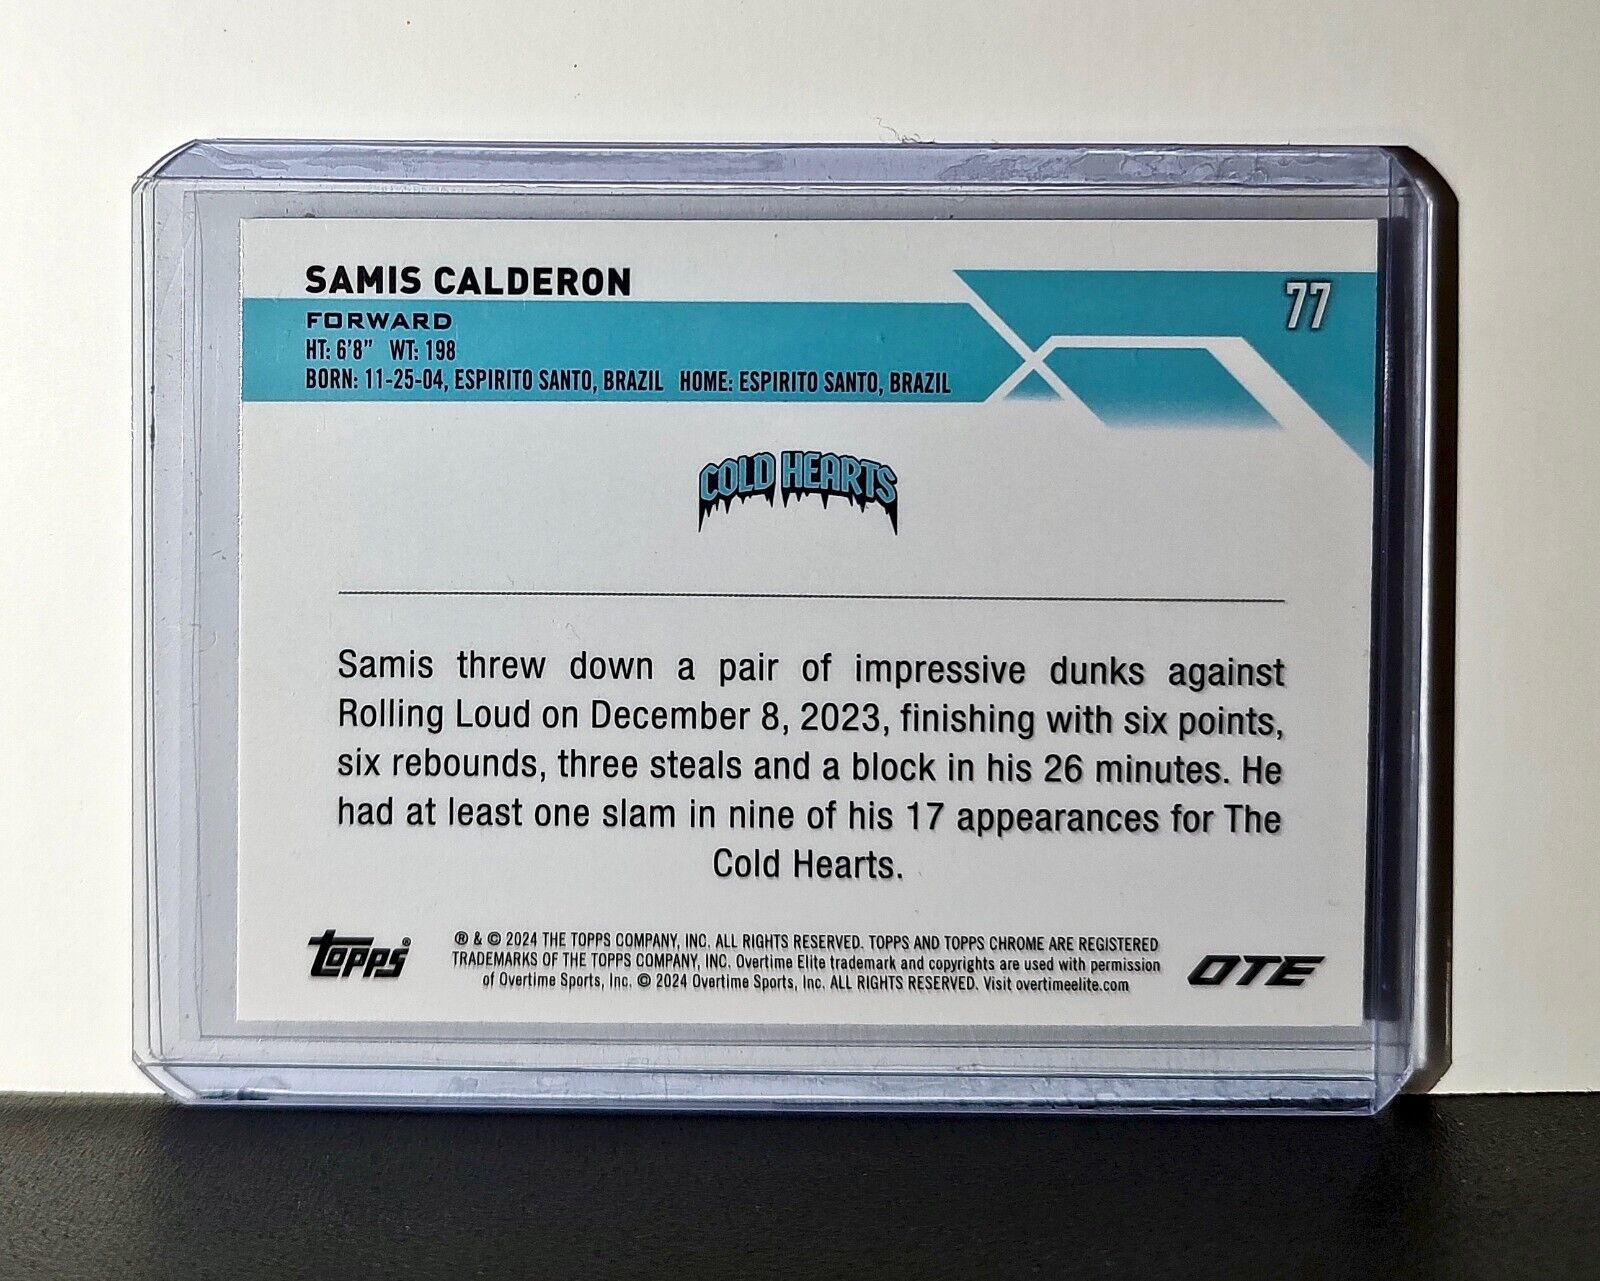 SAMIS CALDERON
77
FORWARD
HT: 6'8" WT: 198
BORN: 11-25-04, ESPIRITO SANTO, BRAZIL HOME: ESPIRITO SANTO, BRAZIL
COLD HEARTS
Samis threw down a pair of impressive dunks against
Rolling Loud on December 8, 2023, finishing with six points,
six rebounds, three steals and a block in his 26 minutes. He
had at least one slam in nine of his 17 appearances for The
Cold Hearts.
topps®
® & © 2024 THE TOPPS COMPANY, INC. ALL RIGHTS RESERVED. TOPPS AND TOPPS CHROME ARE REGISTERED
TRADEMARKS OF THE TOPPS COMPANY, INC. Overtime Elite trademark and copyrights are used with permission
of Overtime Sports, Inc. © 2024 Overtime Sports, Inc. ALL RIGHTS RESERVED. Visit overtimeelite.com
OTE